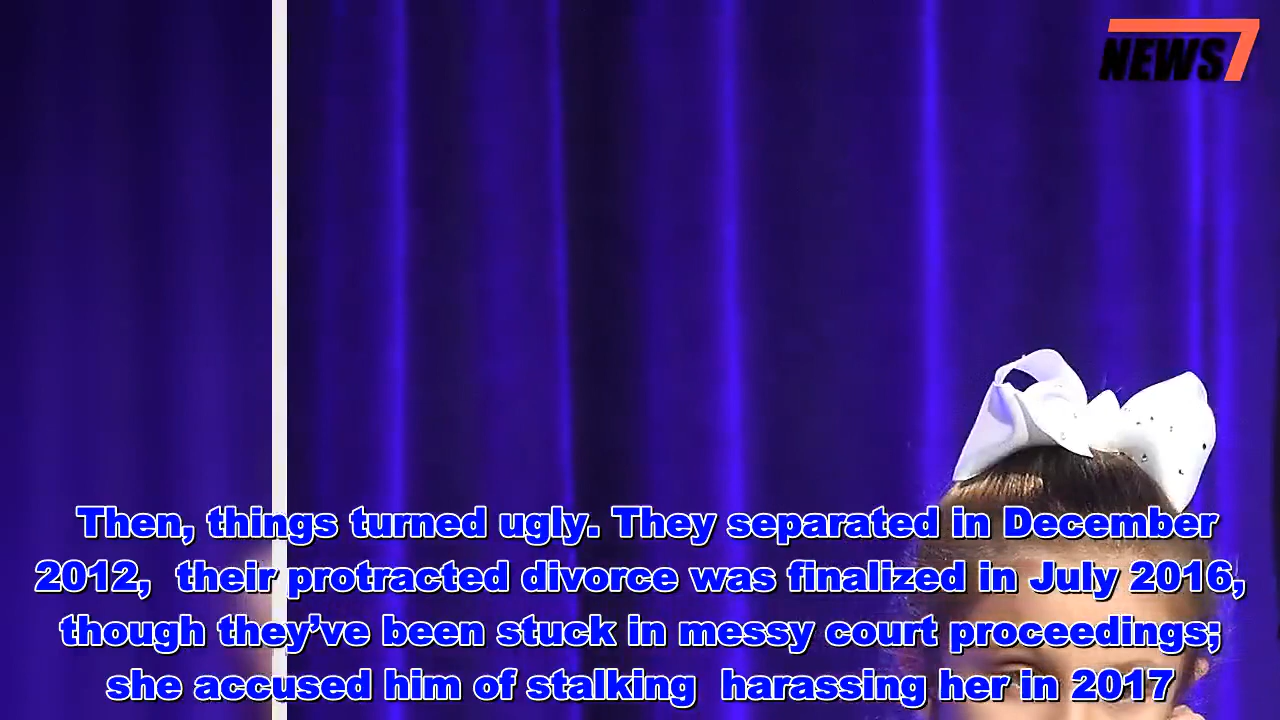 NEWS7
Then, things turned ugly. They separated in December
2012,  their protracted divorce was finalized in July 2016,
though they’ve been stuck in messy court proceedings;
she accused him of stalking  harassing her in 2017